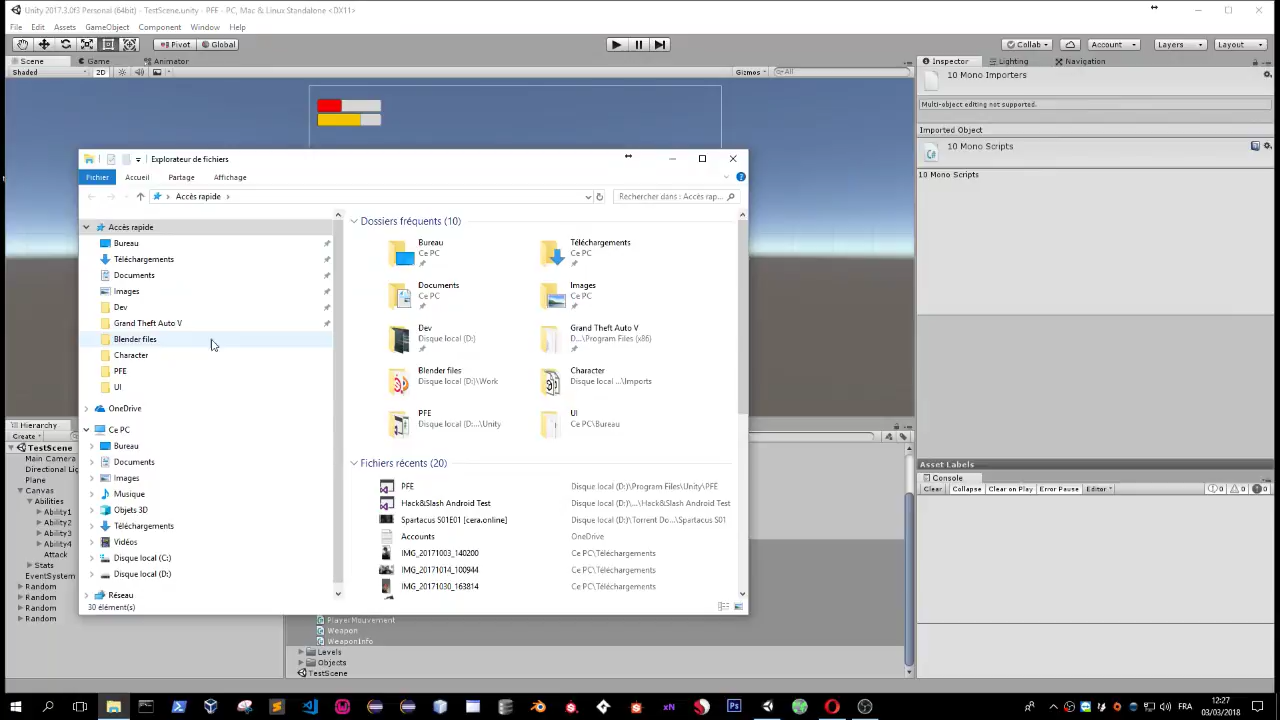 Unity 2017.3.0f3 Personal (64bit) - TestScene.unity - PFE - PC, Mac & Linux Standalone <DX11>
File Edit Assets GameObject Component Window Help
Pivot Global Collab Account Layers Layout
Scene Game Animator Inspector Lighting Navigation
Shaded 2D Gizmos All
10 Mono Importers
Multi-object editing not supported.
Imported Object
10 Mono Scripts
10 Mono Scripts
Explorateur de fichiers
Fichier Accueil Partage Affichage
Accès rapide Rechercher dans : Accès rap...
Accès rapide
Bureau
Téléchargements
Documents
Images
Dev
Grand Theft Auto V
Blender files
Character
PFE
UI
OneDrive
Ce PC
Bureau
Documents
Images
Musique
Objets 3D
Téléchargements
Vidéos
Disque local (C:)
Disque local (D:)
Réseau
30 élément(s)
Dossiers fréquents (10)
Bureau
Ce PC
Téléchargements
Ce PC
Documents
Ce PC
Images
Ce PC
Dev
Disque local (D:)
Grand Theft Auto V
D...\Program Files (x86)
Blender files
Disque local (D:)\Work
Character
Disque local ...\Imports
PFE
Disque local (D:...\Unity
UI
Ce PC\Bureau
Fichiers récents (20)
PFE Disque local (D:)\Program Files\Unity\PFE
Hack&Slash Android Test Disque local (D:)\...\Hack&Slash Android Test
Spartacus S01E01 [cera.online] Disque local (D:)\Torrent Do...\Spartacus S01
Accounts OneDrive
IMG_20171003_140200 Ce PC\Téléchargements
IMG_20171014_100944 Ce PC\Téléchargements
IMG_20171030_163814 Ce PC\Téléchargements
Hierarchy
Create
TestScene
Main Camera
Directional Lig
Plane
Canvas
Abilities
Ability1
Ability2
Ability3
Ability4
Attack
Stats
EventSystem
Random
Random
Random
Random
PlayerMouvement
Weapon
WeaponInfo
Levels
Objects
TestScene
Asset Labels
Console
Clear Collapse Clear on Play Error Pause Editor 0 0 0
FRA 12:27
03/03/2018